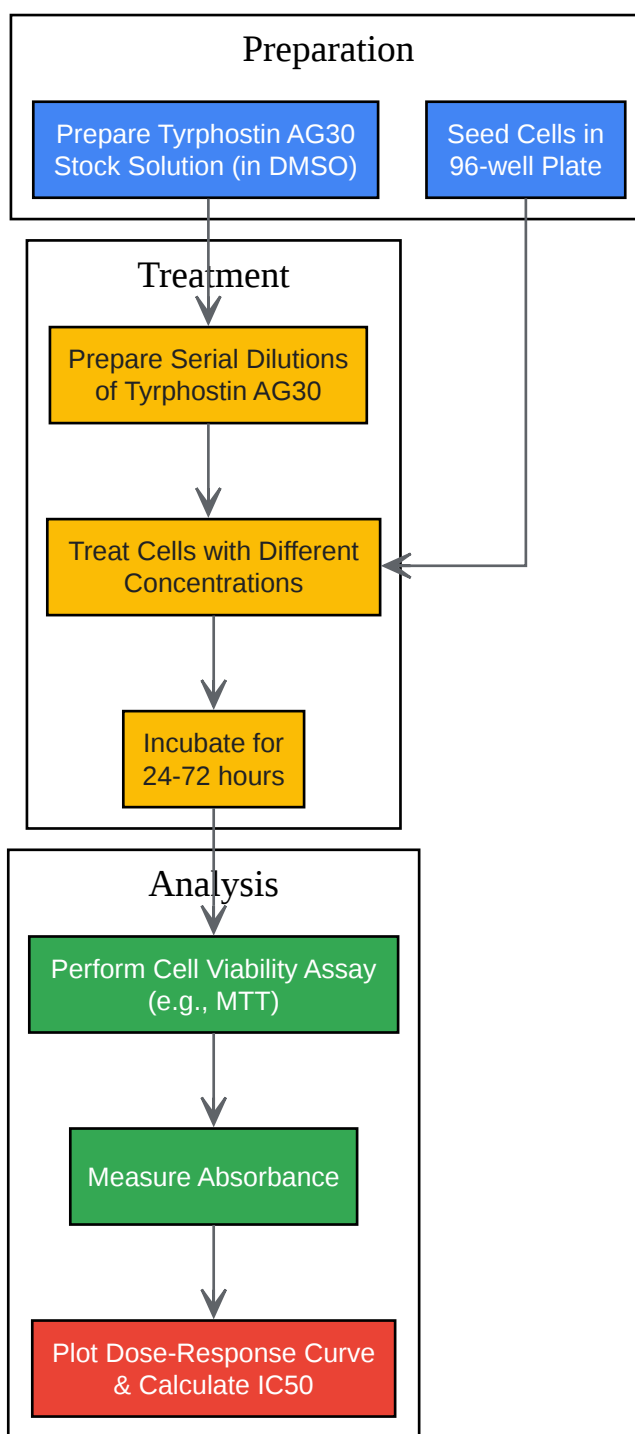 Preparation
Prepare Tyrphostin AG30
Stock Solution (in DMSO)
Seed Cells in
96-well Plate
Treatment
Prepare Serial Dilutions
of Tyrphostin AG30
Treat Cells with Different
Concentrations
Incubate for
24-72 hours
Analysis
Perform Cell Viability Assay
(e.g., MTT)
Measure Absorbance
Plot Dose-Response Curve
& Calculate IC50